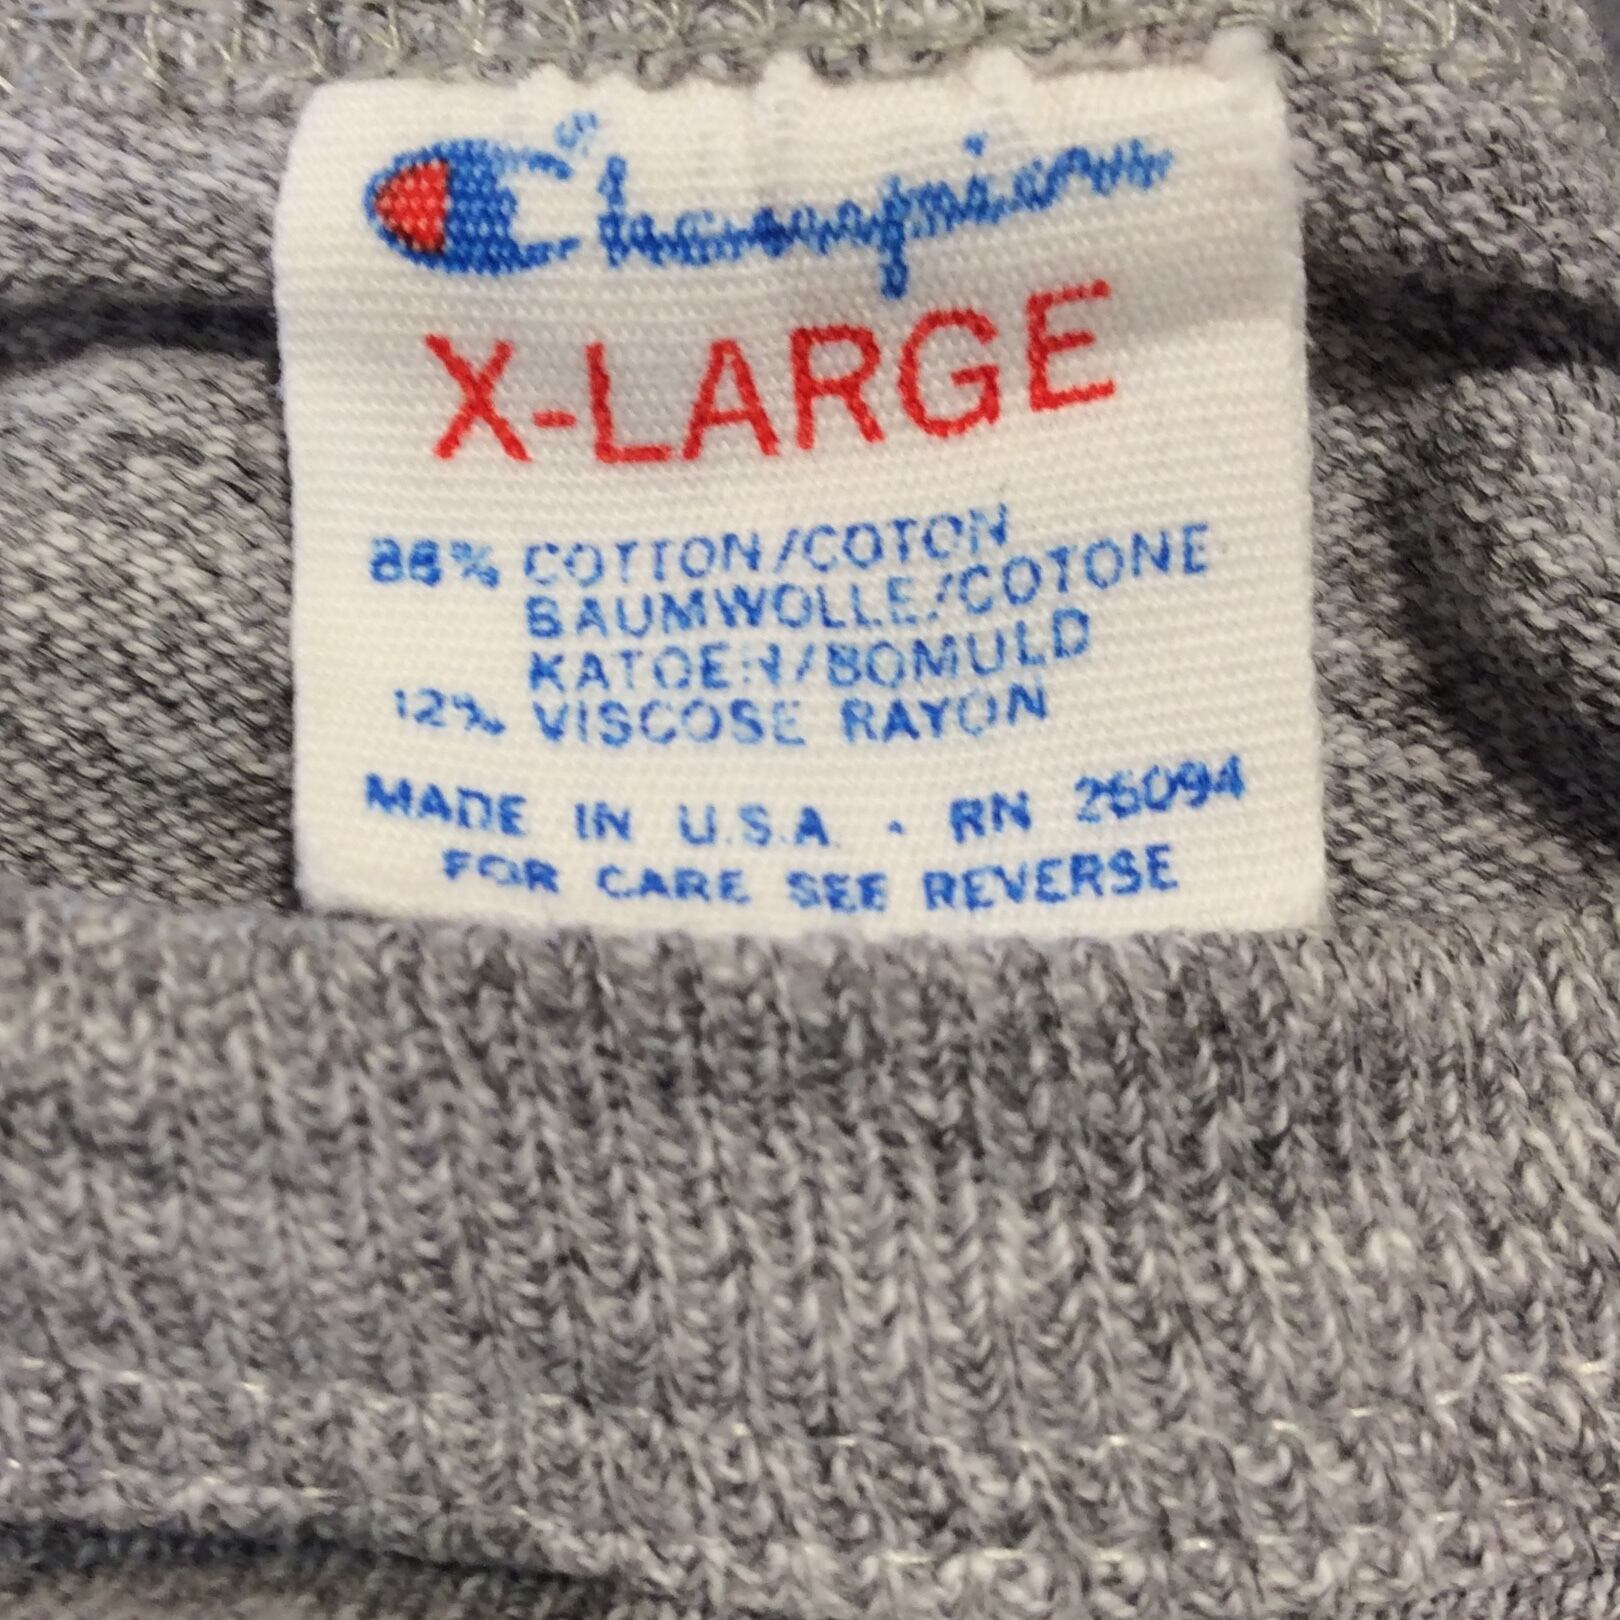 Champion
X-LARGE
88% COTTON/COTON
BAUMWOLLE/COTONE
KATOEN/BOMULD
12% VISCOSE RAYON
MADE IN U.S.A. - RN 26094
FOR CARE SEE REVERSE